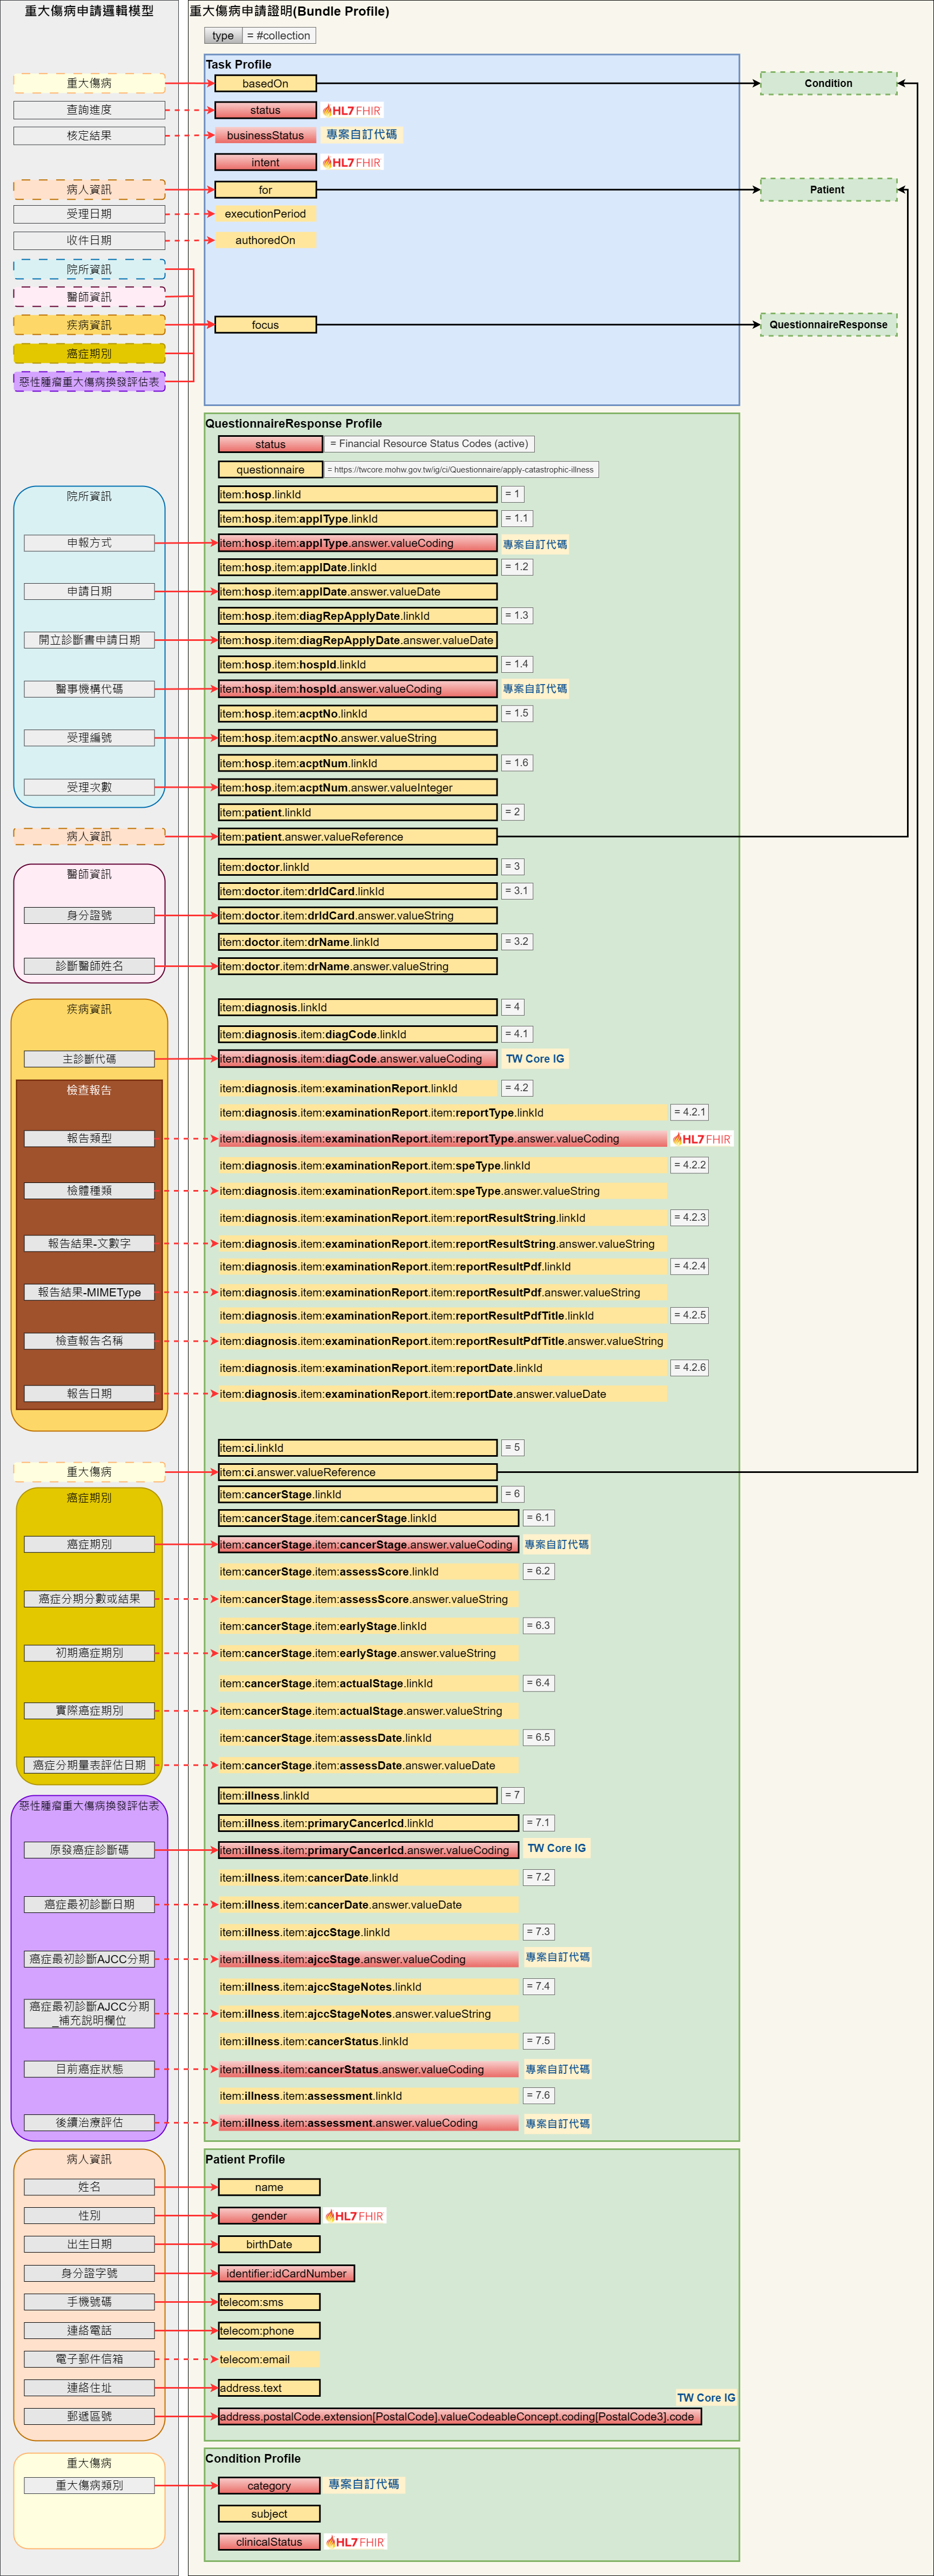 重大傷病申請邏輯模型
重大傷病申請證明(Bundle Profile)
type
= #collection
Task Profile
重大傷病
basedOn
Condition
查詢進度
status
HL7 FHIR
核定結果
businessStatus
專案自訂代碼
intent
HL7 FHIR
病人資訊
for
Patient
受理日期
executionPeriod
收件日期
authoredOn
院所資訊
醫師資訊
疾病資訊
focus
QuestionnaireResponse
癌症期別
惡性腫瘤重大傷病換發評估表
QuestionnaireResponse Profile
status
= Financial Resource Status Codes (active)
questionnaire
= https://twcore.mohw.gov.tw/ig/ci/Questionnaire/apply-catastrophic-illness
院所資訊
item:hosp.linkId
= 1
item:hosp.item:applType.linkId
= 1.1
申報方式
item:hosp.item:applType.answer.valueCoding
專案自訂代碼
item:hosp.item:applDate.linkId
= 1.2
申請日期
item:hosp.item:applDate.answer.valueDate
item:hosp.item:diagRepApplyDate.linkId
= 1.3
開立診斷書申請日期
item:hosp.item:diagRepApplyDate.answer.valueDate
item:hosp.item:hospId.linkId
= 1.4
醫事機構代碼
item:hosp.item:hospId.answer.valueCoding
專案自訂代碼
item:hosp.item:acptNo.linkId
= 1.5
受理編號
item:hosp.item:acptNo.answer.valueString
item:hosp.item:acptNum.linkId
= 1.6
受理次數
item:hosp.item:acptNum.answer.valueInteger
item:patient.linkId
= 2
病人資訊
item:patient.answer.valueReference
醫師資訊
item:doctor.linkId
= 3
item:doctor.item:drIdCard.linkId
= 3.1
身分證號
item:doctor.item:drIdCard.answer.valueString
item:doctor.item:drName.linkId
= 3.2
診斷醫師姓名
item:doctor.item:drName.answer.valueString
疾病資訊
item:diagnosis.linkId
= 4
item:diagnosis.item:diagCode.linkId
= 4.1
主診斷代碼
item:diagnosis.item:diagCode.answer.valueCoding
TW Core IG
檢查報告
item:diagnosis.item:examinationReport.linkId
= 4.2
item:diagnosis.item:examinationReport.item:reportType.linkId
= 4.2.1
報告類型
item:diagnosis.item:examinationReport.item:reportType.answer.valueCoding
HL7 FHIR
item:diagnosis.item:examinationReport.item:speType.linkId
= 4.2.2
檢體種類
item:diagnosis.item:examinationReport.item:speType.answer.valueString
item:diagnosis.item:examinationReport.item:reportResultString.linkId
= 4.2.3
報告結果-文數字
item:diagnosis.item:examinationReport.item:reportResultString.answer.valueString
item:diagnosis.item:examinationReport.item:reportResultPdf.linkId
= 4.2.4
報告結果-MIMEType
item:diagnosis.item:examinationReport.item:reportResultPdf.answer.valueString
item:diagnosis.item:examinationReport.item:reportResultPdfTitle.linkId
= 4.2.5
檢查報告名稱
item:diagnosis.item:examinationReport.item:reportResultPdfTitle.answer.valueString
item:diagnosis.item:examinationReport.item:reportDate.linkId
= 4.2.6
報告日期
item:diagnosis.item:examinationReport.item:reportDate.answer.valueDate
item:ci.linkId
= 5
重大傷病
item:ci.answer.valueReference
癌症期別
item:cancerStage.linkId
= 6
item:cancerStage.item:cancerStage.linkId
= 6.1
癌症期別
item:cancerStage.item:cancerStage.answer.valueCoding
專案自訂代碼
item:cancerStage.item:assessScore.linkId
= 6.2
癌症分期分數或結果
item:cancerStage.item:assessScore.answer.valueString
item:cancerStage.item:earlyStage.linkId
= 6.3
初期癌症期別
item:cancerStage.item:earlyStage.answer.valueString
item:cancerStage.item:actualStage.linkId
= 6.4
實際癌症期別
item:cancerStage.item:actualStage.answer.valueString
item:cancerStage.item:assessDate.linkId
= 6.5
癌症分期量表評估日期
item:cancerStage.item:assessDate.answer.valueDate
惡性腫瘤重大傷病換發評估表
item:illness.linkId
= 7
item:illness.item:primaryCancerIcd.linkId
= 7.1
原發癌症診斷碼
item:illness.item:primaryCancerIcd.answer.valueCoding
TW Core IG
item:illness.item:cancerDate.linkId
= 7.2
癌症最初診斷日期
item:illness.item:cancerDate.answer.valueDate
item:illness.item:ajccStage.linkId
= 7.3
癌症最初診斷AJCC分期
item:illness.item:ajccStage.answer.valueCoding
專案自訂代碼
item:illness.item:ajccStageNotes.linkId
= 7.4
癌症最初診斷AJCC分期
_補充說明欄位
item:illness.item:ajccStageNotes.answer.valueString
item:illness.item:cancerStatus.linkId
= 7.5
目前癌症狀態
item:illness.item:cancerStatus.answer.valueCoding
專案自訂代碼
item:illness.item:assessment.linkId
= 7.6
後續治療評估
item:illness.item:assessment.answer.valueCoding
專案自訂代碼
病人資訊
Patient Profile
姓名
name
性別
gender
HL7 FHIR
出生日期
birthDate
身分證字號
identifier:idCardNumber
手機號碼
telecom:sms
連絡電話
telecom:phone
電子郵件信箱
telecom:email
連絡住址
address.text
TW Core IG
郵遞區號
address.postalCode.extension[PostalCode].valueCodeableConcept.coding[PostalCode3].code
重大傷病
Condition Profile
重大傷病類別
category
專案自訂代碼
subject
clinicalStatus
HL7 FHIR